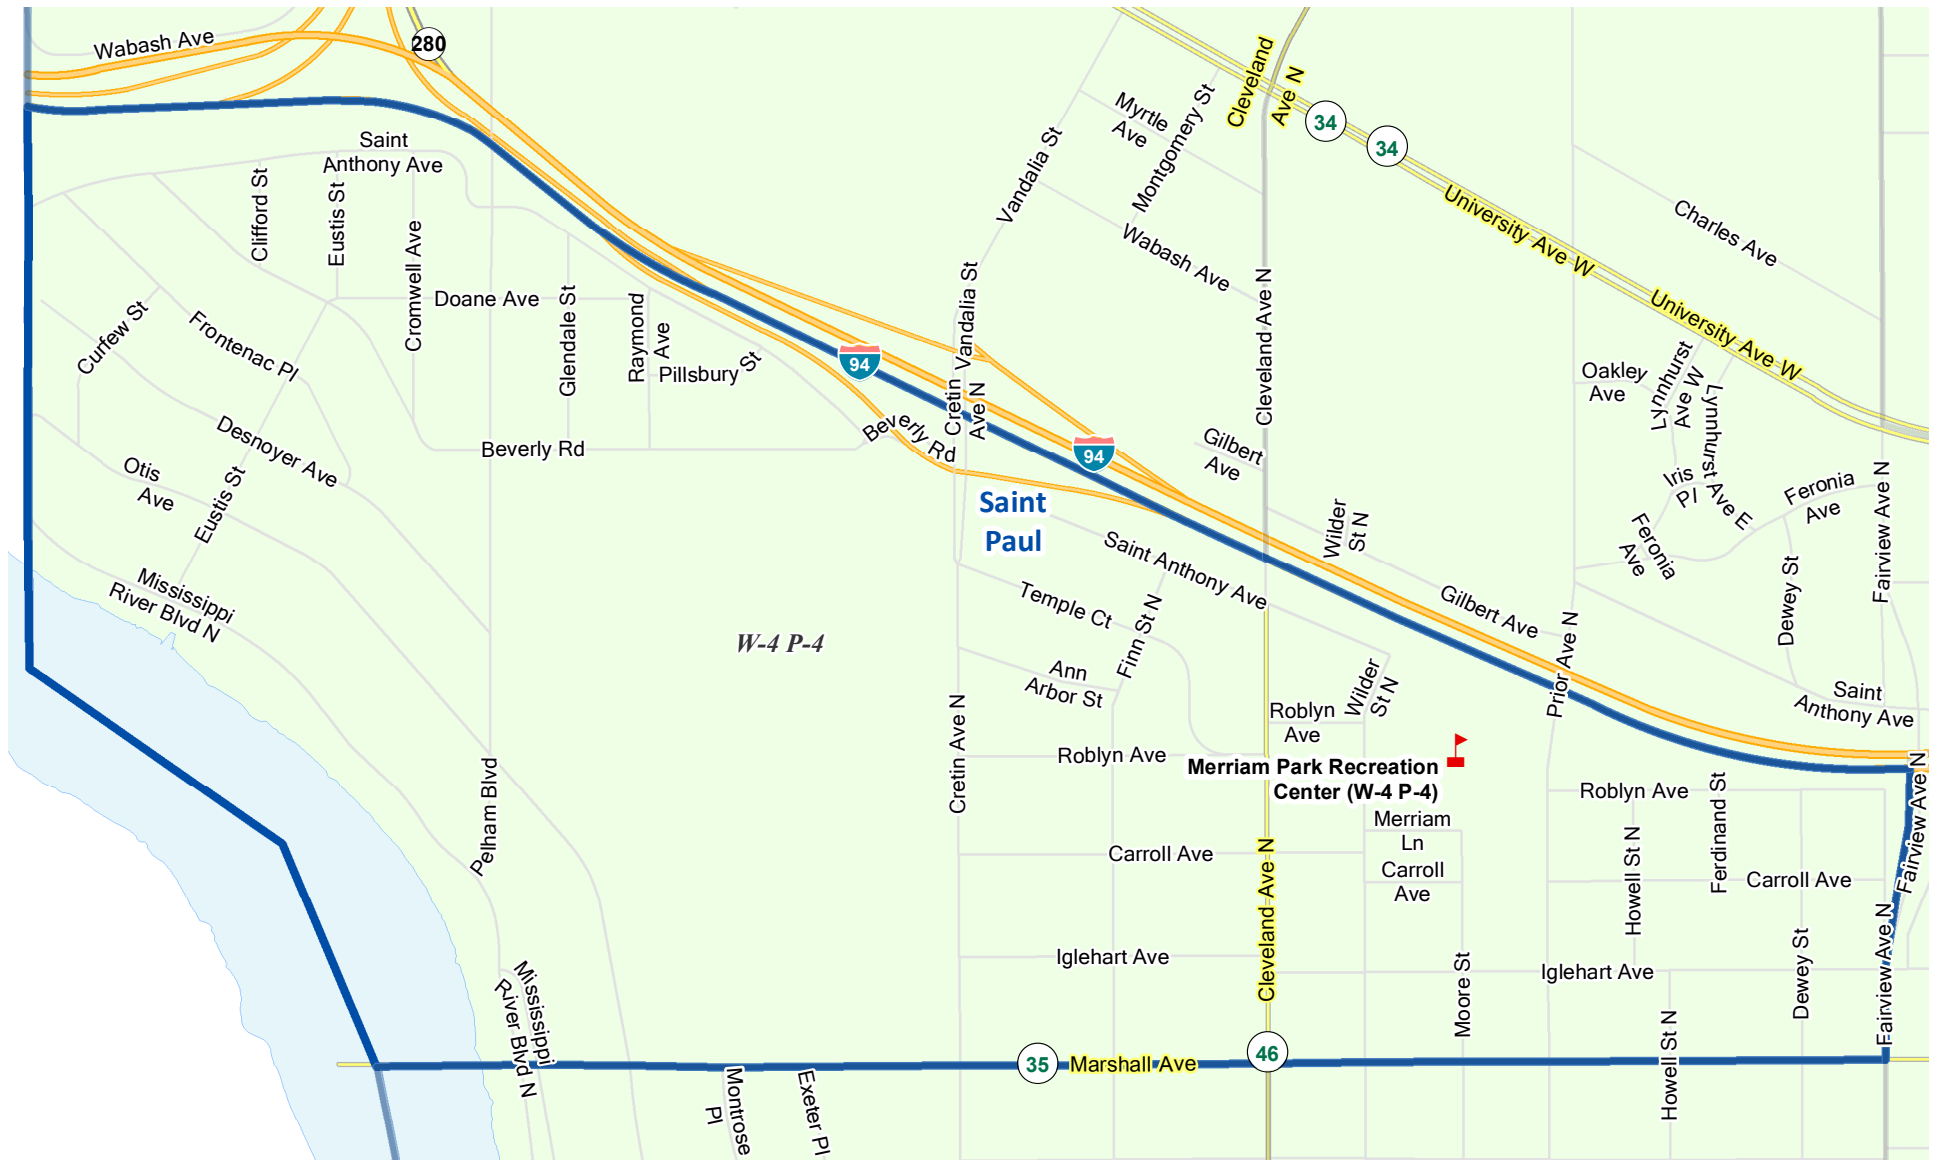 Wabash Ave
280
Cleveland
Ave N
34
34
Myrtle
Ave
Montgomery St
Vandalia St
Saint
Anthony Ave
Clifford St
Eustis St
Cromwell Ave
University Ave W
Charles Ave
Wabash Ave
Vandalia St
Cleveland Ave N
Doane Ave
Glendale St
Raymond
Ave
Pillsbury St
Curfew St
Frontenac Pl
University Ave W
94
Cretin
Ave N
Oakley
Ave
Lynnhurst
Ave W
Lynnhurst Ave E
Desnoyer Ave
Beverly Rd
Beverly Rd
94
Gilbert
Ave
Otis
Ave
Eustis St
Iris
Pl
Feronia
Ave
Fairview Ave N
Saint
Paul
Wilder
St N
Feronia
Ave
Saint Anthony Ave
Dewey St
Mississippi
River Blvd N
Temple Ct
Finn St N
Gilbert Ave
Prior Ave N
W-4 P-4
Ann
Arbor St
Wilder
St N
Saint
Anthony Ave
Cretin Ave N
Roblyn
Ave
Roblyn Ave
Merriam Park Recreation
Center (W-4 P-4)
Pelham Blvd
Roblyn Ave
Ferdinand St
Fairview Ave N
Merriam
Ln
Howell St N
Carroll Ave
Carroll
Ave
Carroll Ave
Cleveland Ave N
Iglehart Ave
Iglehart Ave
Moore St
Dewey St
Fairview Ave N
Mississippi
River Blvd N
35
Marshall Ave
46
Howell St N
Montrose
Pl
Exeter Pl